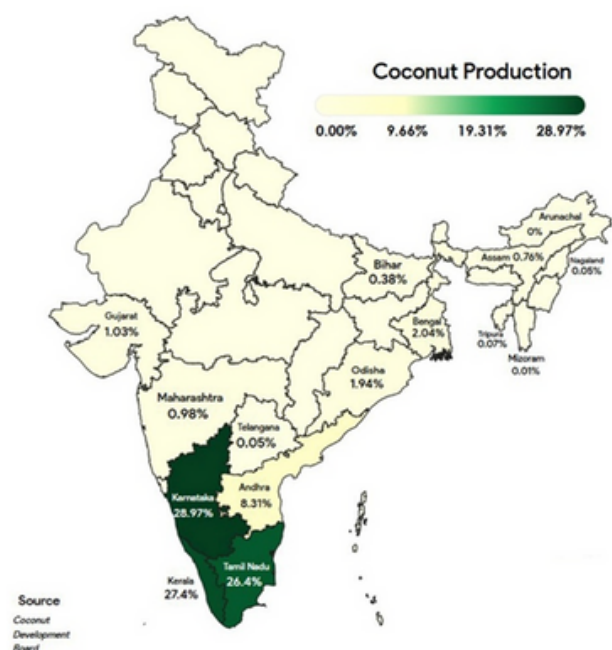 Coconut Production
0.00% 9.66% 19.31% 28.97%
Arunachal
0%
Assam 0.76%
Nagaland
0.05%
Bihar
0.38%
Gujarat
1.03%
Bengal
2.04%
Tripura
0.07%
Mizoram
0.01%
Odisha
1.94%
Maharashtra
0.98%
Telangana
0.05%
Karnataka
28.97%
Andhra
8.31%
Kerala
27.4%
Tamil Nadu
26.4%
Source
Coconut
Development
Board